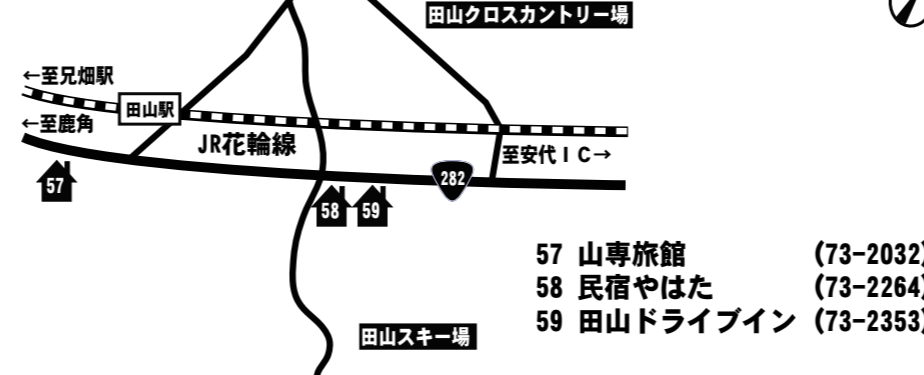 田山クロスカントリー場
←至兄畑駅
田山駅
←至鹿角
JR花輪線
至安代IC→
282
57
58
59
57 山専旅館 (73-2032)
58 民宿やはた (73-2264)
59 田山ドライブイン (73-2353)
田山スキー場